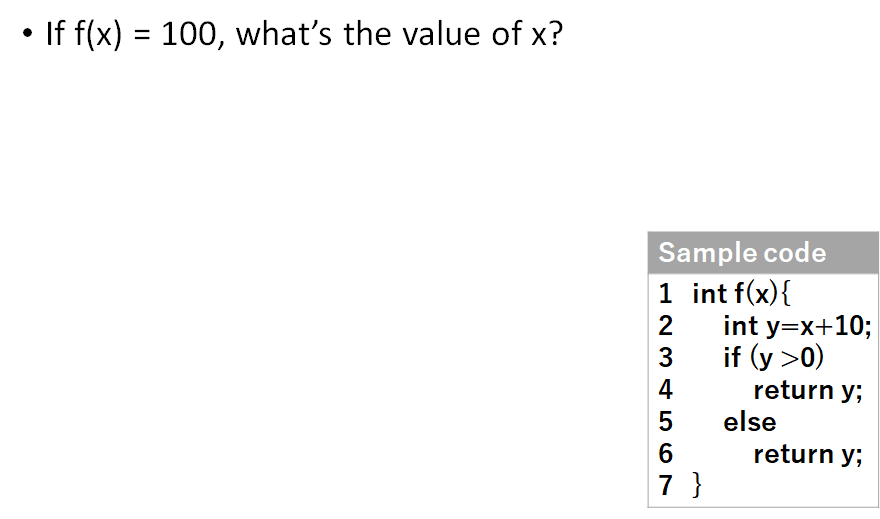 • If f(x) = 100, what’s the value of x?
Sample code
1 int f(x){
2 int y=x+10;
3 if (y >0)
4 return y;
5 else
6 return y;
7 }